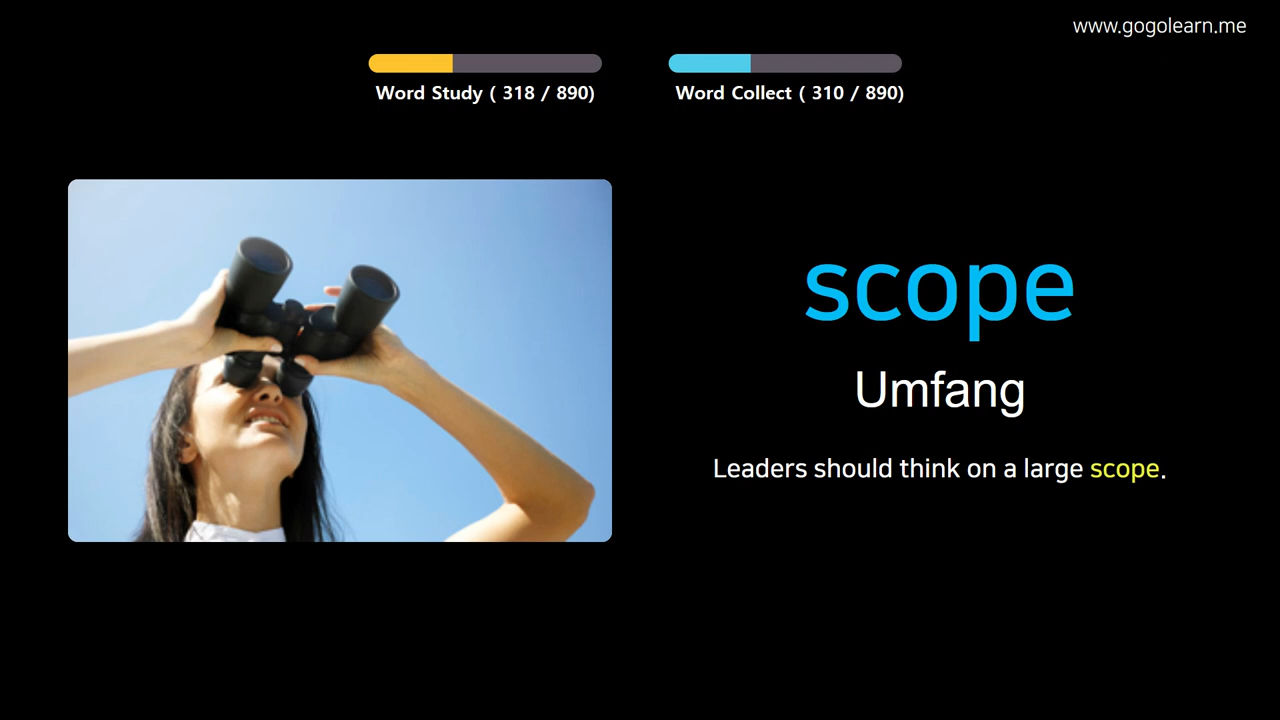 www.gogolearn.me
Word Study ( 318 / 890)
Word Collect ( 310 / 890)
scope
Umfang
Leaders should think on a large scope.